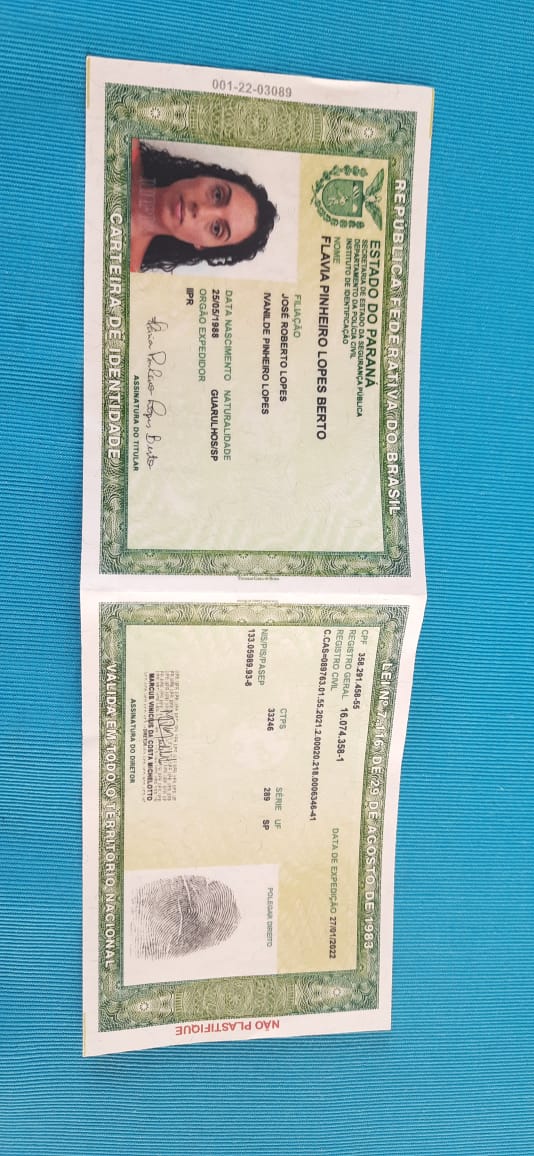 REPÚBLICA FEDERATIVA DO BRASIL
ESTADO DO PARANÁ
SECRETARIA DE ESTADO DA SEGURANÇA PÚBLICA
DEPARTAMENTO DA POLÍCIA CIVIL
INSTITUTO DE IDENTIFICAÇÃO
NOME
FLAVIA PINHEIRO LOPES BERTO
FILIAÇÃO
JOSÉ ROBERTO LOPES
IVANILDE PINHEIRO LOPES
DATA NASCIMENTO NATURALIDADE
25/05/1988 GUARULHOS/SP
ORGÃO EXPEDIDOR
IIPR
Flavia Pinheiro Lopes Berto
ASSINATURA DO TITULAR
CARTEIRA DE IDENTIDADE
001-22-03089
LEI Nº 7.116 DE 29 DE AGOSTO DE 1983
CPF 358.291.458-55
REGISTRO GERAL 16.074.358-1
REGISTRO CIVIL DATA DE EXPEDIÇÃO 27/01/2022
C.CAS=089763.01.55.2021.2.00020.218.0006346-41
CTPS SÉRIE UF
33246 289 SP
NIS/PIS/PASEP
133.05989.93-6
POLEGAR DIREITO
MARCUS VINICIUS DA COSTA MICHELOTTO
DIRETOR
ASSINATURA DO DIRETOR
VÁLIDA EM TODO O TERRITÓRIO NACIONAL
NÃO PLASTIFIQUE